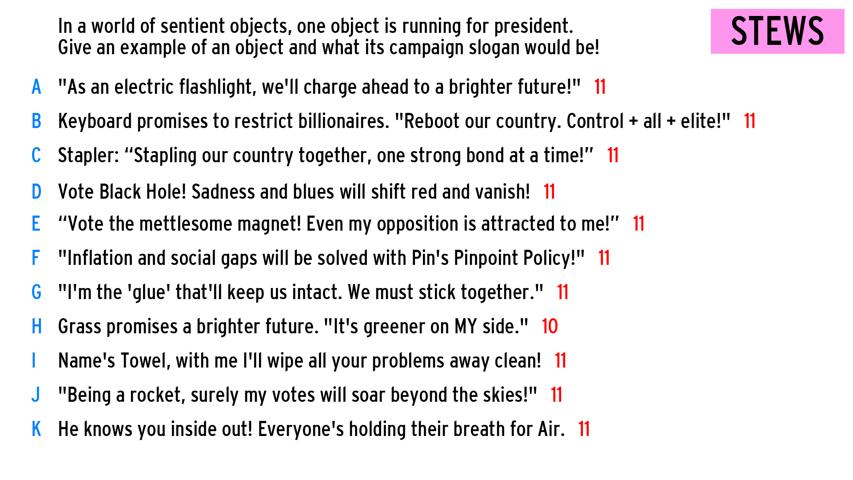 In a world of sentient objects, one object is running for president.
Give an example of an object and what its campaign slogan would be!
STEWS
A "As an electric flashlight, we'll charge ahead to a brighter future!" 11
B Keyboard promises to restrict billionaires. "Reboot our country. Control + all + elite!" 11
C Stapler: “Stapling our country together, one strong bond at a time!” 11
D Vote Black Hole! Sadness and blues will shift red and vanish! 11
E “Vote the mettlesome magnet! Even my opposition is attracted to me!” 11
F "Inflation and social gaps will be solved with Pin's Pinpoint Policy!" 11
G "I'm the 'glue' that'll keep us intact. We must stick together." 11
H Grass promises a brighter future. "It's greener on MY side." 10
I Name's Towel, with me I'll wipe all your problems away clean! 11
J "Being a rocket, surely my votes will soar beyond the skies!" 11
K He knows you inside out! Everyone's holding their breath for Air. 11